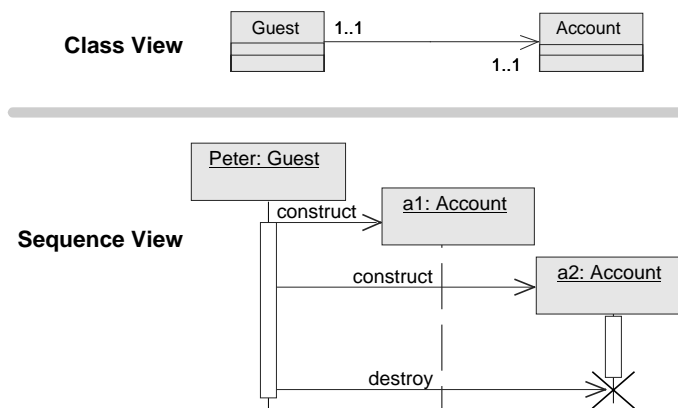 Class View
Guest
1..1
Account
1..1
Sequence View
Peter: Guest
construct
a1: Account
construct
a2: Account
destroy